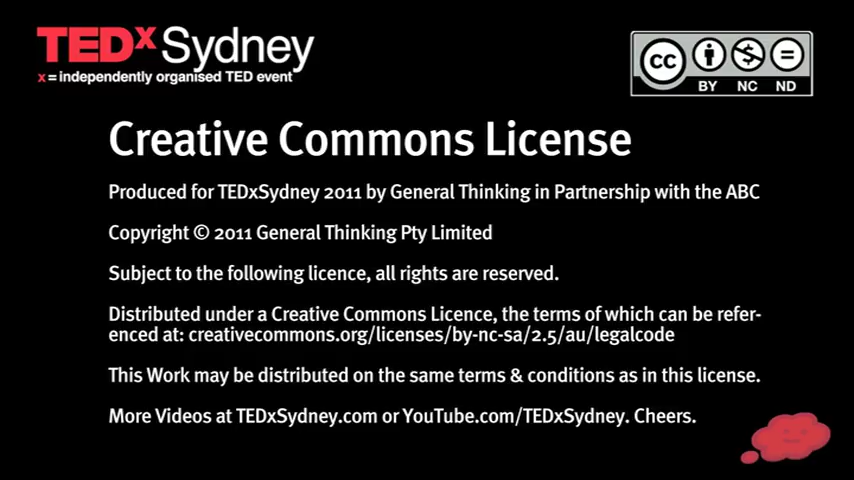 TEDxSydney
x = independently organised TED event
CC BY NC ND
Creative Commons License
Produced for TEDxSydney 2011 by General Thinking in Partnership with the ABC
Copyright © 2011 General Thinking Pty Limited
Subject to the following licence, all rights are reserved.
Distributed under a Creative Commons Licence, the terms of which can be refer-
enced at: creativecommons.org/licenses/by-nc-sa/2.5/au/legalcode
This Work may be distributed on the same terms & conditions as in this license.
More Videos at TEDxSydney.com or YouTube.com/TEDxSydney. Cheers.